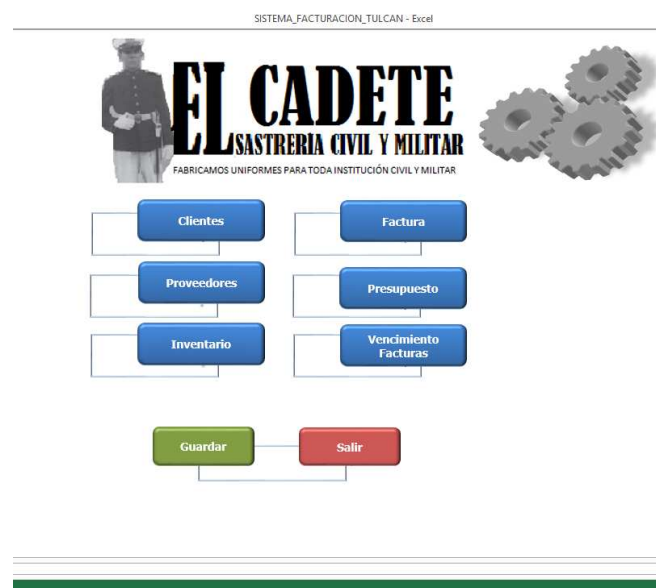 SISTEMA_FACTURACION_TULCAN - Excel
EL CADETE
SASTRERÍA CIVIL Y MILITAR
FABRICAMOS UNIFORMES PARA TODA INSTITUCIÓN CIVIL Y MILITAR
Clientes
Factura
Proveedores
Presupuesto
Inventario
Vencimiento
Facturas
Guardar
Salir